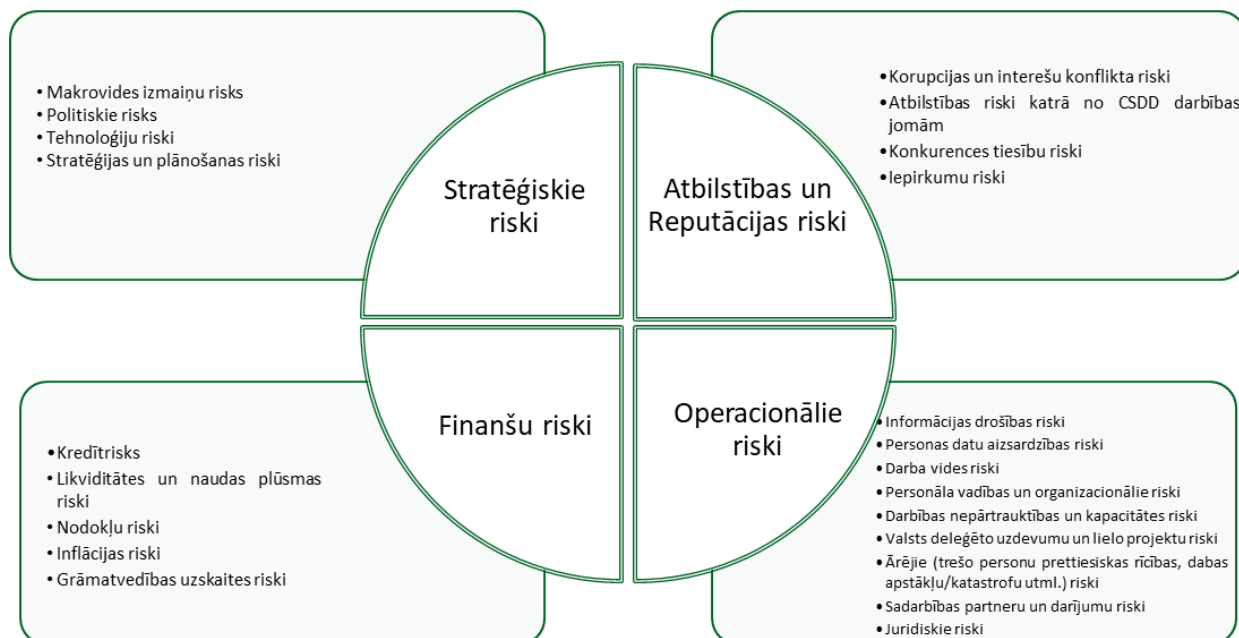 • Makrovides izmaiņu risks
• Politiskie risks
• Tehnoloģiju riski
• Stratēģijas un plānošanas riski
Stratēģiskie
riski
Atbilstības un
Reputācijas riski
• Korupcijas un interešu konflikta riski
• Atbilstības riski katrā no CSDD darbības
jomām
• Konkurences tiesību riski
• Iepirkumu riski
• Kredītrisks
• Likviditātes un naudas plūsmas
riski
• Nodokļu riski
• Inflācijas riski
• Grāmatvedības uzskaites riski
Finanšu riski
Operacionālie
riski
• Informācijas drošības riski
• Personas datu aizsardzības riski
• Darba vides riski
• Personāla vadības un organizacionālie riski
• Darbības nepārtrauktības un kapacitātes riski
• Valsts deleģēto uzdevumu un lielo projektu riski
• Ārējie (trešo personu prettiesiskas rīcības, dabas
apstākļu/katastrofu utml.) riski
• Sadarbības partneru un darījumu riski
• Juridiskie riski